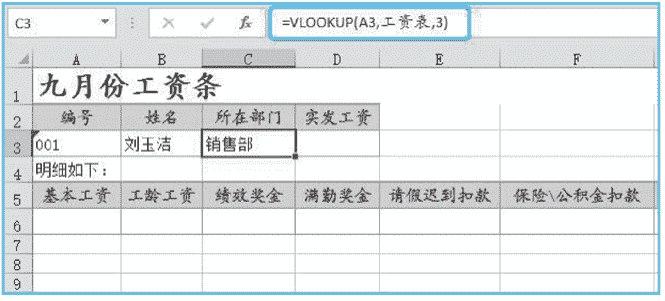 C3 =VLOOKUP(A3,工资表,3)
A B C D E F
1 九月份工资条
2 编号 姓名 所在部门 实发工资
3 001 刘玉洁 销售部
4 明细如下：
5 基本工资 工龄工资 绩效奖金 满勤奖金 请假迟到扣款 保险\公积金扣款
6
7
8
9